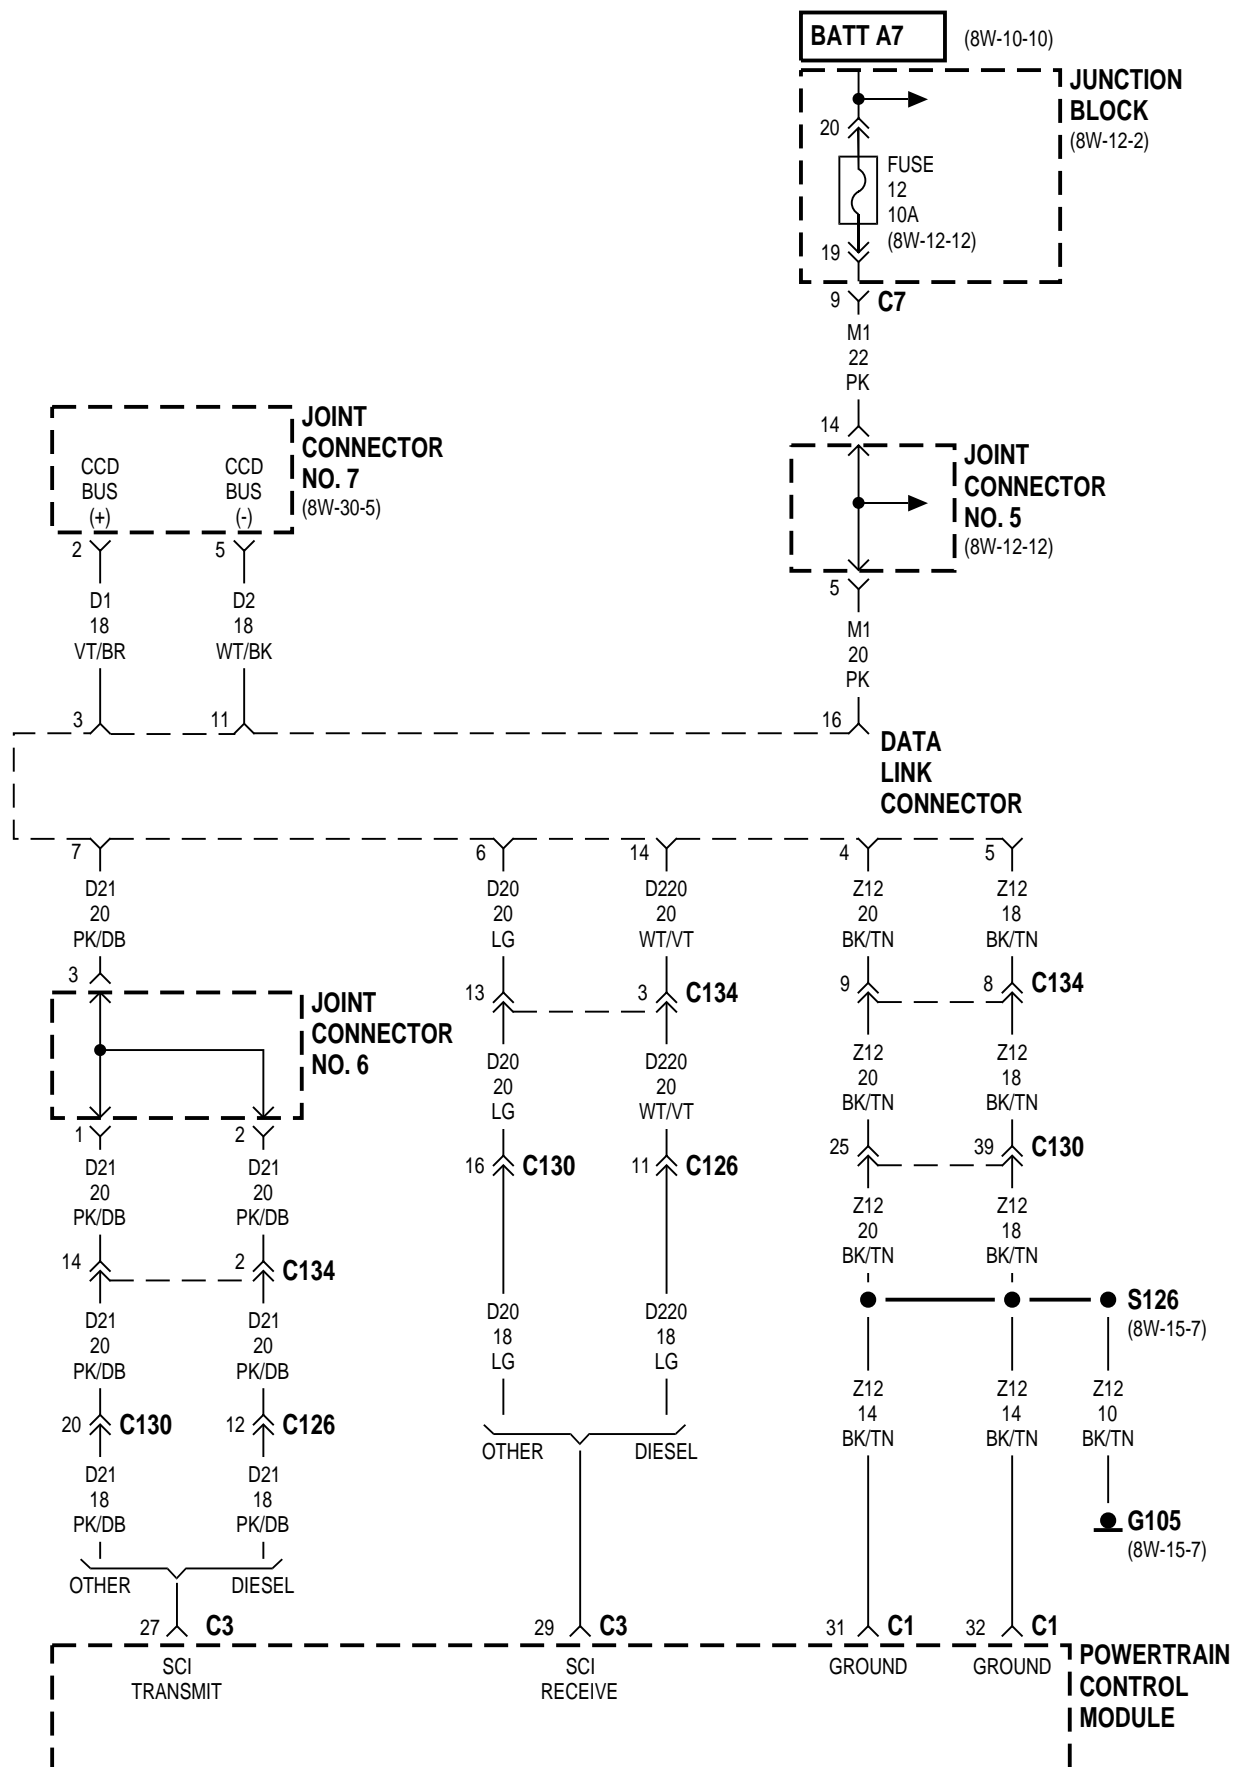 BATT A7 (8W-10-10)
JUNCTION
BLOCK
(8W-12-2)
20
FUSE
12
10A
(8W-12-12)
19
9 C7
M1
22
PK
14
JOINT
CONNECTOR
NO. 5
(8W-12-12)
5
M1
20
PK
16
JOINT
CONNECTOR
NO. 7
(8W-30-5)
CCD
BUS
(+)
CCD
BUS
(-)
2
5
D1
18
VT/BR
D2
18
WT/BK
3
11
DATA
LINK
CONNECTOR
7
D21
20
PK/DB
3
JOINT
CONNECTOR
NO. 6
1
2
D21
20
PK/DB
D21
20
PK/DB
14
2 C134
D21
20
PK/DB
D21
20
PK/DB
20 C130
12 C126
D21
18
PK/DB
D21
18
PK/DB
OTHER
DIESEL
27 C3
6
14
D20
20
LG
D220
20
WT/VT
13
3 C134
D20
20
LG
D220
20
WT/VT
16 C130
11 C126
D20
18
LG
D220
18
LG
OTHER
DIESEL
29 C3
4
5
Z12
20
BK/TN
Z12
18
BK/TN
9
8 C134
Z12
20
BK/TN
Z12
18
BK/TN
25
39 C130
Z12
20
BK/TN
Z12
18
BK/TN
S126
(8W-15-7)
Z12
14
BK/TN
Z12
14
BK/TN
Z12
10
BK/TN
G105
(8W-15-7)
31 C1
32 C1
SCI
TRANSMIT
SCI
RECEIVE
GROUND
GROUND
POWERTRAIN
CONTROL
MODULE